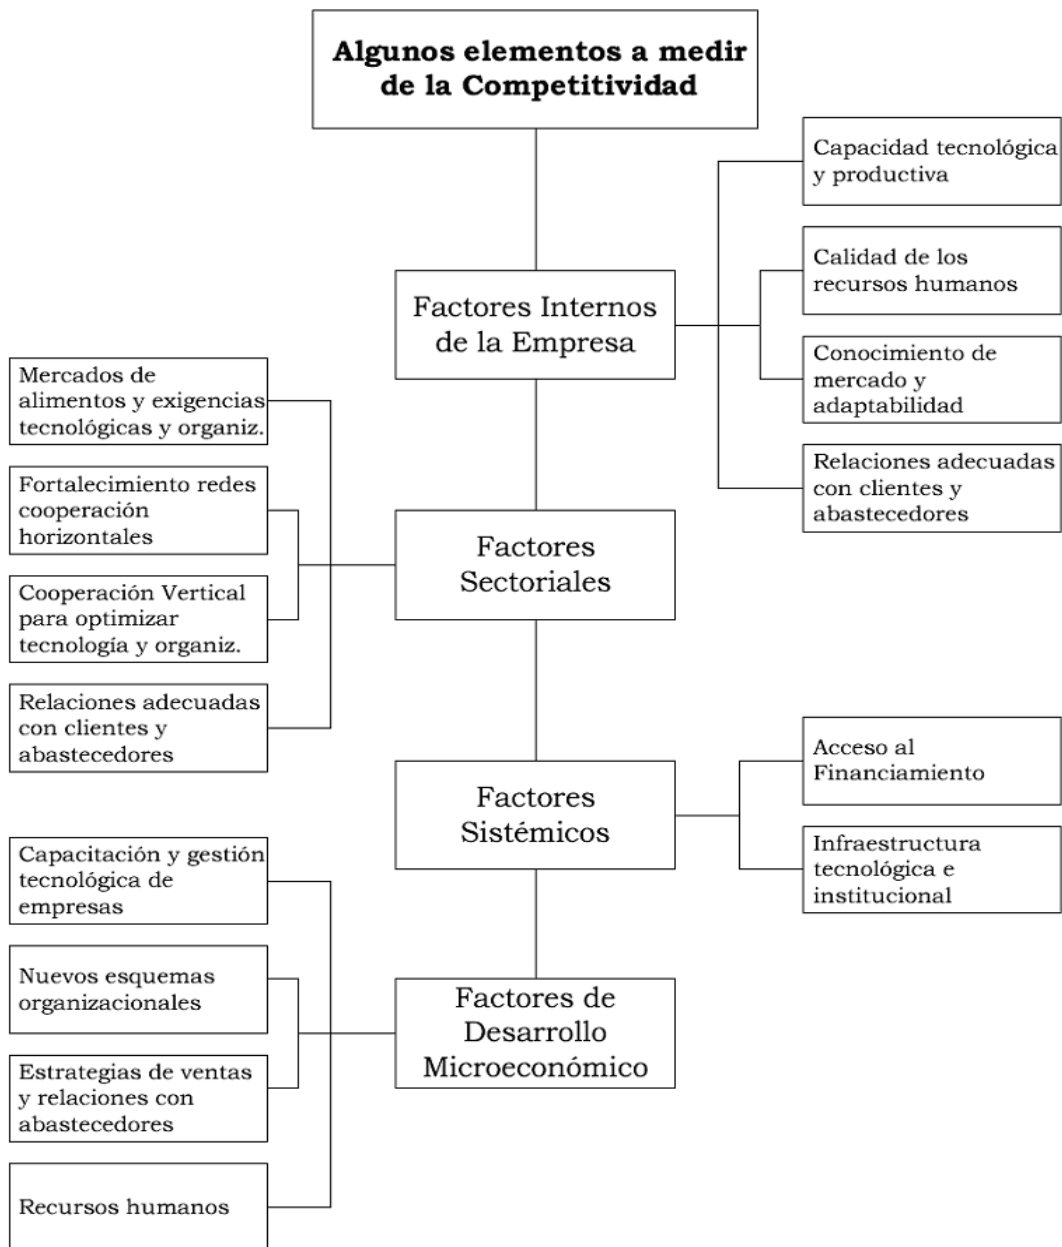 Algunos elementos a medir
de la Competitividad
Factores Internos
de la Empresa
Capacidad tecnológica
y productiva
Calidad de los
recursos humanos
Conocimiento de
mercado y
adaptabilidad
Relaciones adecuadas
con clientes y
abastecedores
Factores
Sectoriales
Mercados de
alimentos y exigencias
tecnológicas y organiz.
Fortalecimiento redes
cooperación
horizontales
Cooperación Vertical
para optimizar
tecnología y organiz.
Relaciones adecuadas
con clientes y
abastecedores
Factores
Sistémicos
Acceso al
Financiamiento
Infraestructura
tecnológica e
institucional
Factores de
Desarrollo
Microeconómico
Capacitación y gestión
tecnológica de
empresas
Nuevos esquemas
organizacionales
Estrategias de ventas
y relaciones con
abastecedores
Recursos humanos